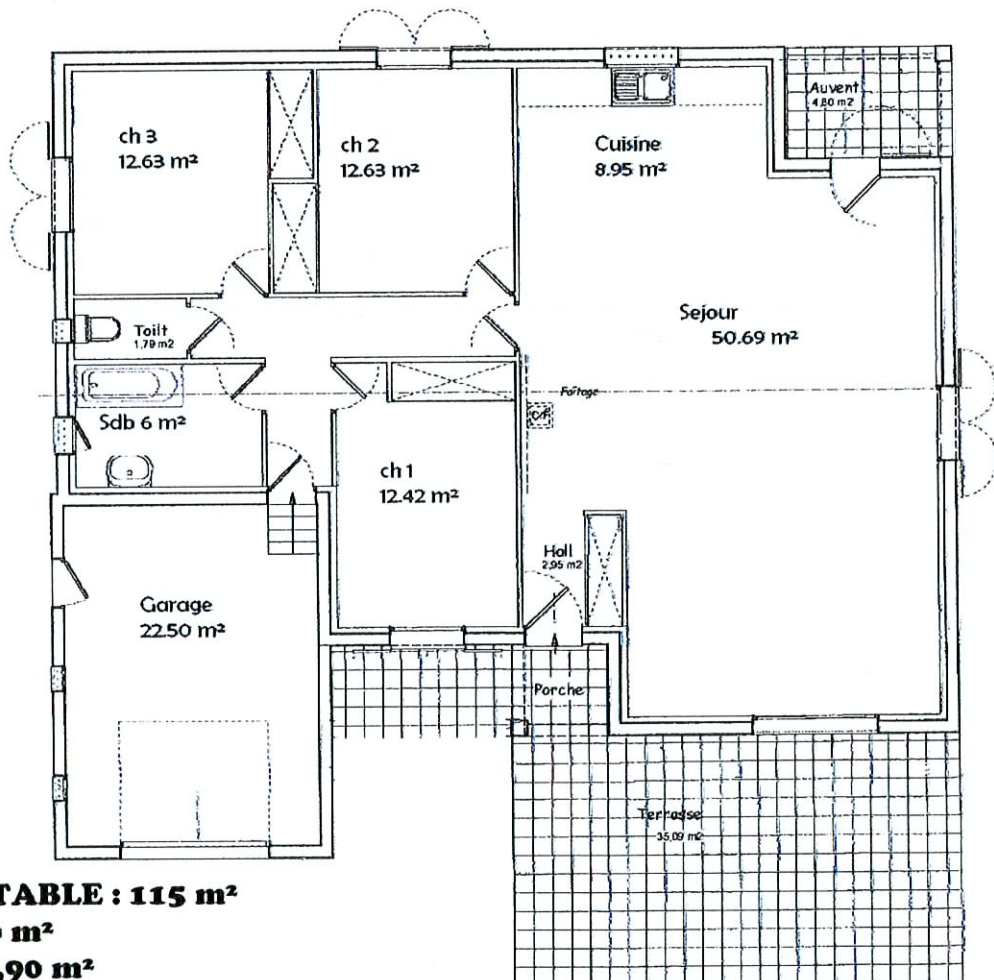 Auvent
4,80 m2
ch 3
12.63 m²
ch 2
12.63 m²
Cuisine
8.95 m²
Sejour
50.69 m²
Toilt
1,79 m2
Faîtage
Sdb 6 m²
ch 1
12.42 m²
Hall
2,95 m2
Garage
22.50 m²
Porche
Terrasse
35,09 m2
TABLE : 115 m²
m²
,90 m²